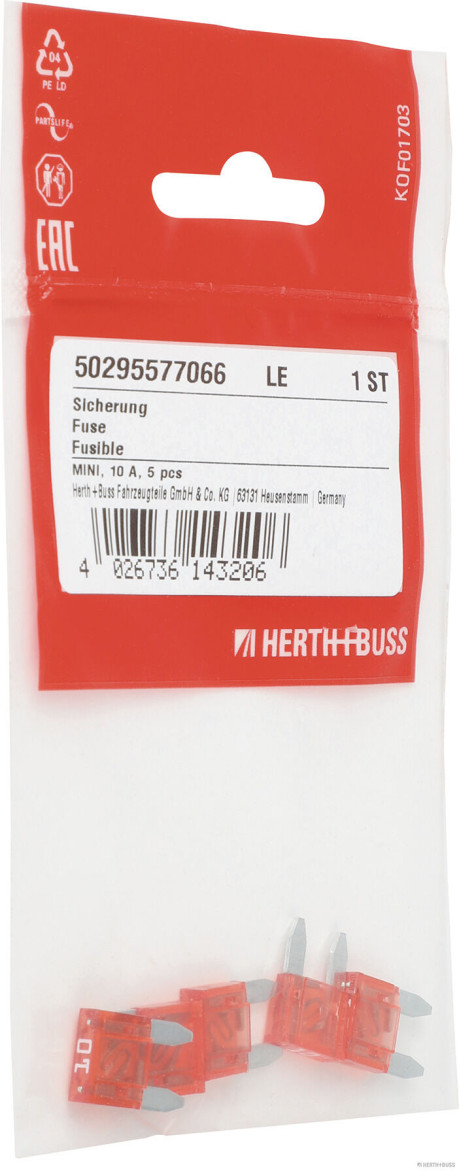 04
PE LD
PARTSLIFE
KOF01703
EAC
50295577066 LE 1 ST
Sicherung
Fuse
Fusible
MINI, 10 A, 5 pcs
Herth+Buss Fahrzeugteile GmbH & Co. KG | 63131 Heusenstamm | Germany
4 026736 143206
HERTH+BUSS
10
HERTH+BUSS